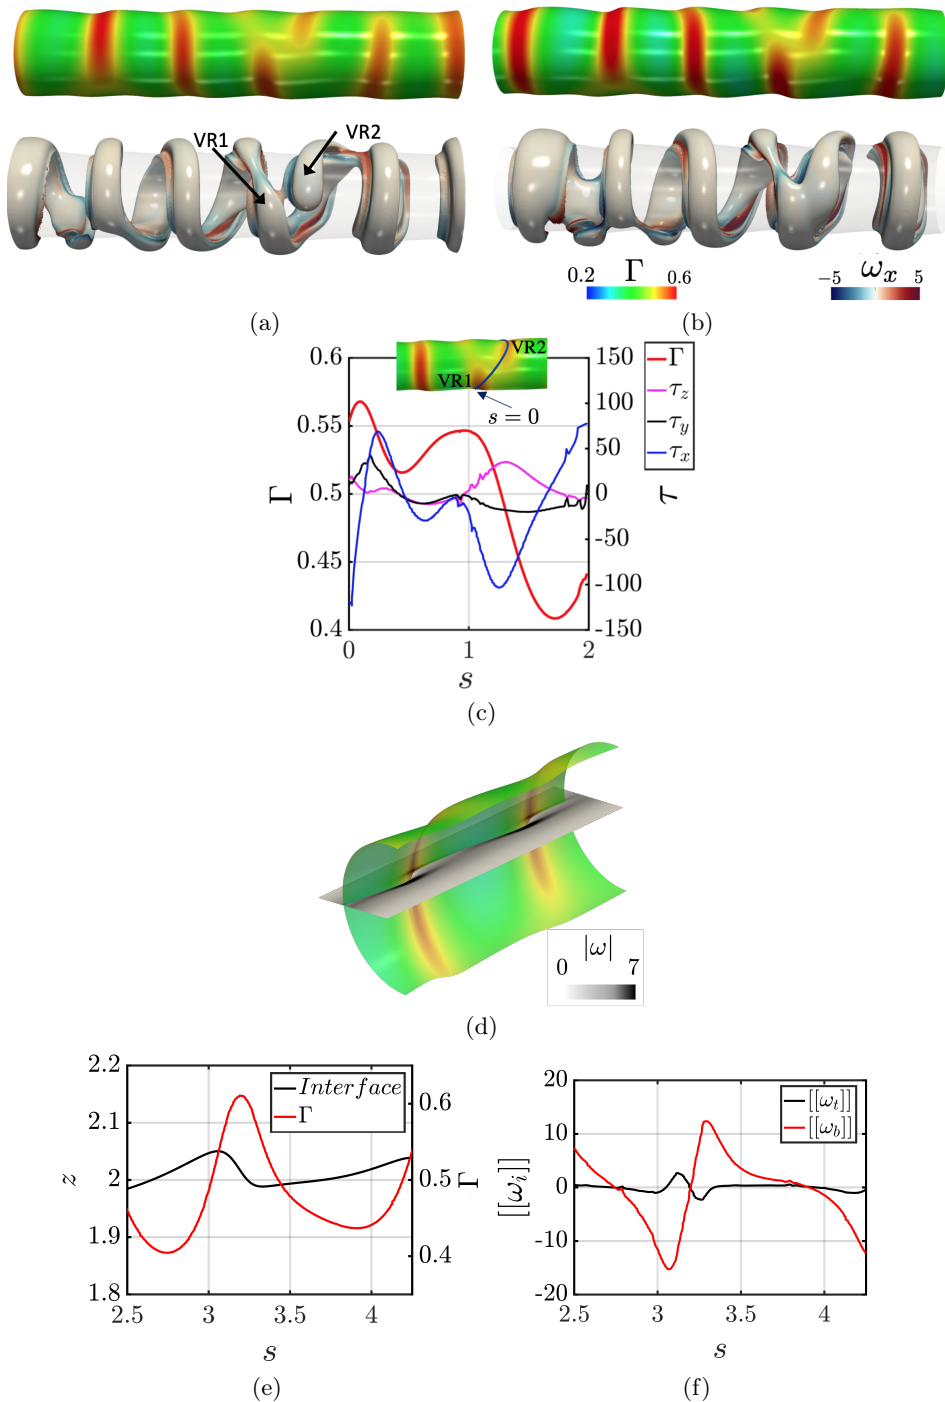 VR1
VR2
0.2 Γ 0.6
-5 ω_x 5
(a)
(b)
0.6
0.55
0.5
0.45
0.4
Γ
150
100
50
0
-50
-100
-150
τ
VR1
VR2
s = 0
Γ
τ_z
τ_y
τ_x
0 1 2
s
(c)
|ω|
0 7
(d)
2.2
2.1
2
1.9
1.8
z
Interface
Γ
0.6
0.5
0.4
Γ
2.5 3 3.5 4
s
(e)
20
10
0
-10
-20
[[ω_i]]
[[ω_t]]
[[ω_b]]
2.5 3 3.5 4
s
(f)